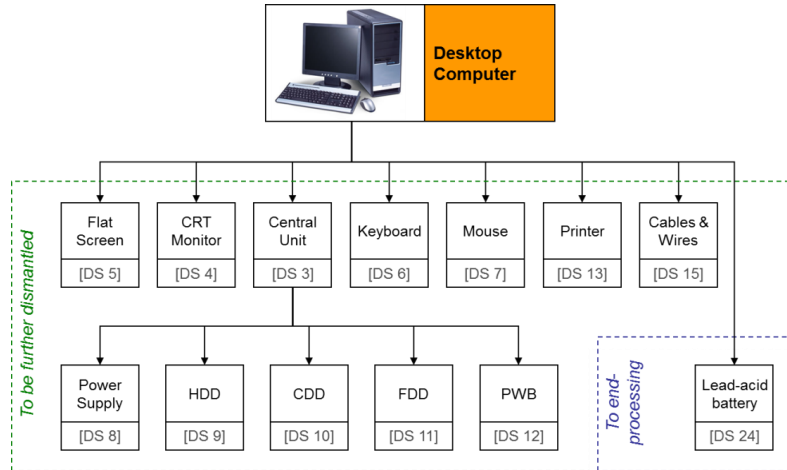 Desktop
Computer
To be further dismantled
Flat
Screen
[DS 5]
CRT
Monitor
[DS 4]
Central
Unit
[DS 3]
Keyboard
[DS 6]
Mouse
[DS 7]
Printer
[DS 13]
Cables &
Wires
[DS 15]
Power
Supply
[DS 8]
HDD
[DS 9]
CDD
[DS 10]
FDD
[DS 11]
PWB
[DS 12]
To end-
processing
Lead-acid
battery
[DS 24]